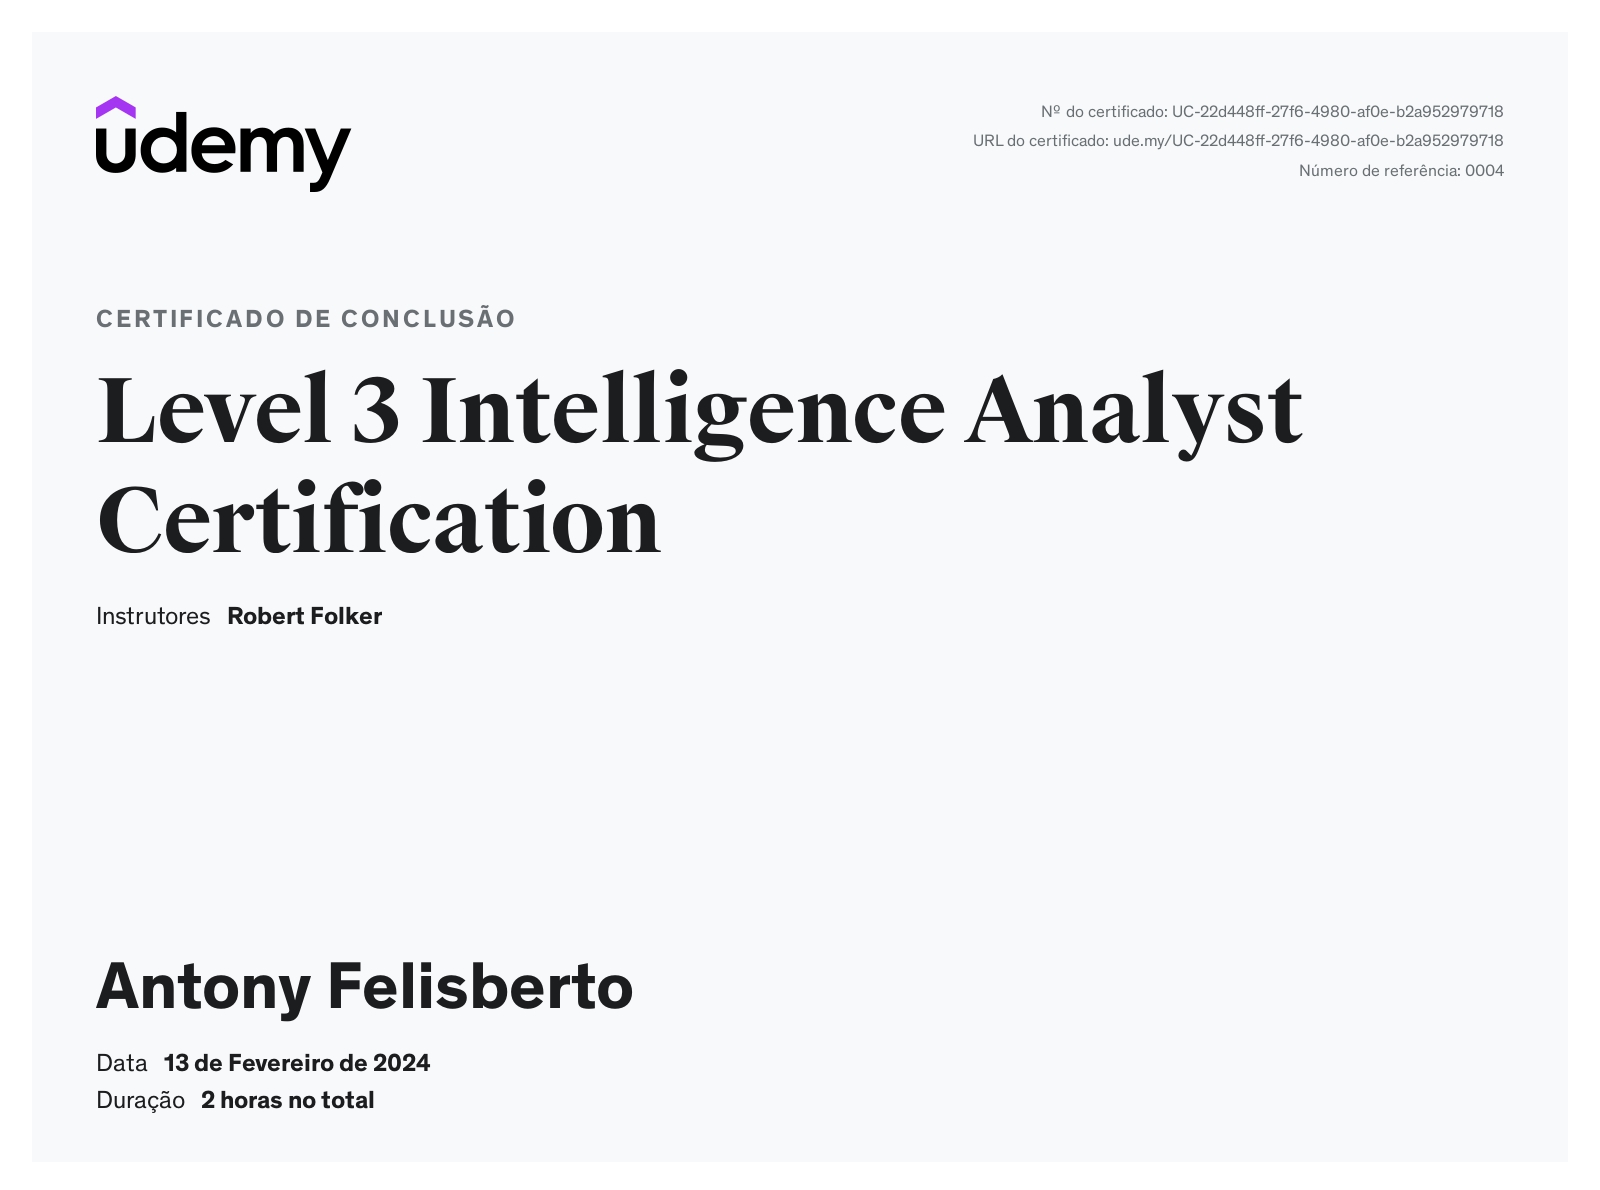 udemy
Nº do certificado: UC-22d448ff-27f6-4980-af0e-b2a952979718
URL do certificado: ude.my/UC-22d448ff-27f6-4980-af0e-b2a952979718
Número de referência: 0004
CERTIFICADO DE CONCLUSÃO
Level 3 Intelligence Analyst
Certification
Instrutores Robert Folker
Antony Felisberto
Data 13 de Fevereiro de 2024
Duração 2 horas no total